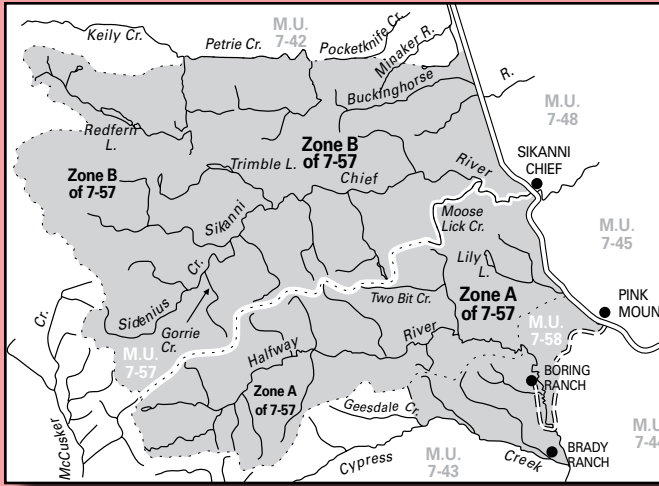 Keily Cr.
M.U.
7-42
Petrie Cr.
Pocketknife Cr.
Minaker R.
Buckinghorse
R.
M.U.
7-48
Redfern
L.
Zone B
of 7-57
Zone B
of 7-57
Trimble L.
Chief
River
SIKANNI
CHIEF
Sikanni
Moose
Lick Cr.
M.U.
7-45
Lily
L.
Sidenius
Cr.
Gorrie
Cr.
Two Bit Cr.
Zone A
of 7-57
PINK
MOUN
Cr.
M.U.
7-57
M.U.
7-58
Halfway
River
BORING
RANCH
Zone A
of 7-57
Geesdale Cr.
McCusker
Cypress
M.U.
7-43
Creek
BRADY
RANCH
M.U.
7-44